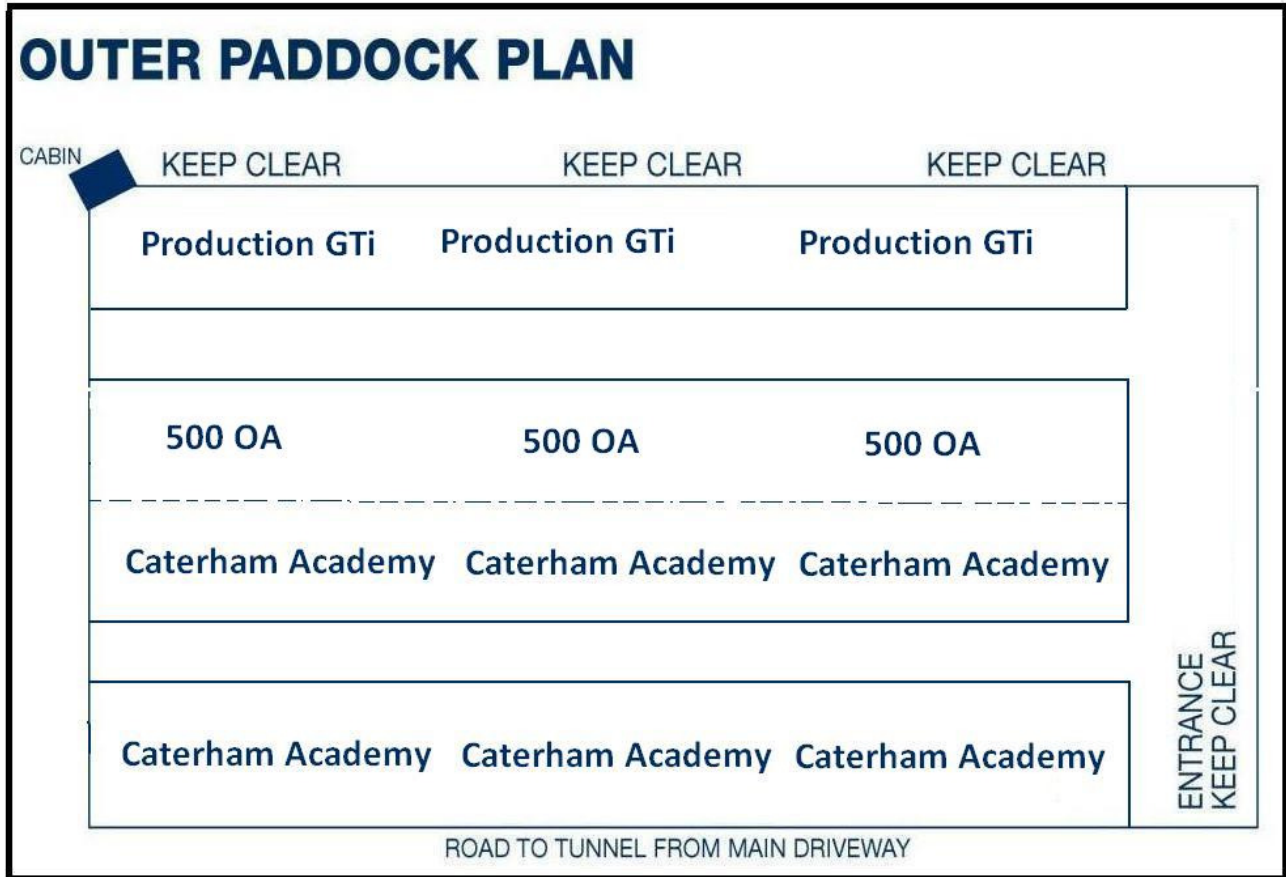 OUTER PADDOCK PLAN
CABIN
KEEP CLEAR KEEP CLEAR KEEP CLEAR
Production GTi Production GTi Production GTi
500 OA 500 OA 500 OA
Caterham Academy Caterham Academy Caterham Academy
Caterham Academy Caterham Academy Caterham Academy
ENTRANCE
KEEP CLEAR
ROAD TO TUNNEL FROM MAIN DRIVEWAY